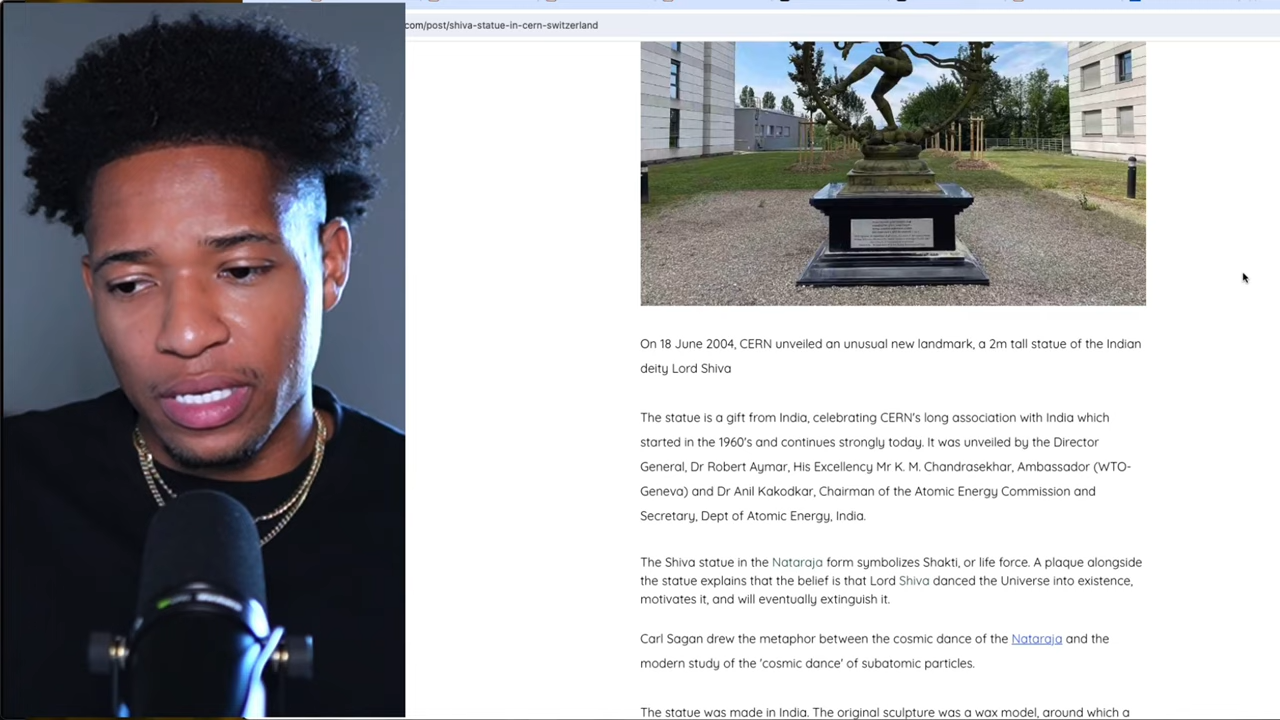 com/post/shiva-statue-in-cern-switzerland
On 18 June 2004, CERN unveiled an unusual new landmark, a 2m tall statue of the Indian
deity Lord Shiva
The statue is a gift from India, celebrating CERN's long association with India which
started in the 1960's and continues strongly today. It was unveiled by the Director
General, Dr Robert Aymar, His Excellency Mr K. M. Chandrasekhar, Ambassador (WTO-
Geneva) and Dr Anil Kakodkar, Chairman of the Atomic Energy Commission and
Secretary, Dept of Atomic Energy, India.
The Shiva statue in the Nataraja form symbolizes Shakti, or life force. A plaque alongside
the statue explains that the belief is that Lord Shiva danced the Universe into existence,
motivates it, and will eventually extinguish it.
Carl Sagan drew the metaphor between the cosmic dance of the Nataraja and the
modern study of the 'cosmic dance' of subatomic particles.
The statue was made in India. The original sculpture was a wax model, around which a